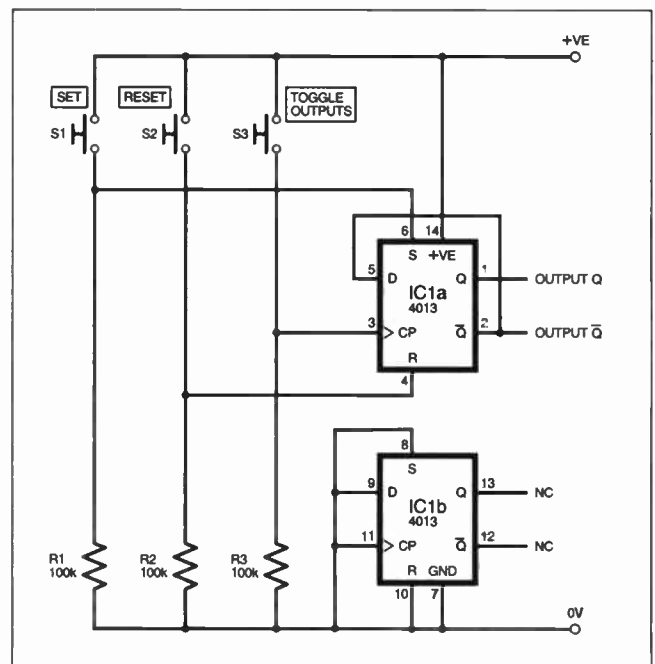 +VE
SET
RESET
TOGGLE
OUTPUTS
S1
S2
S3
6
14
S
+VE
5
D
Q
1
OUTPUT Q
IC1a
4013
3
CP
Q̅
2
OUTPUT Q̅
R
4
8
S
9
D
Q
13
NC
IC1b
4013
11
CP
Q̅
12
NC
R
GND
10
7
R1
100k
R2
100k
R3
100k
0V